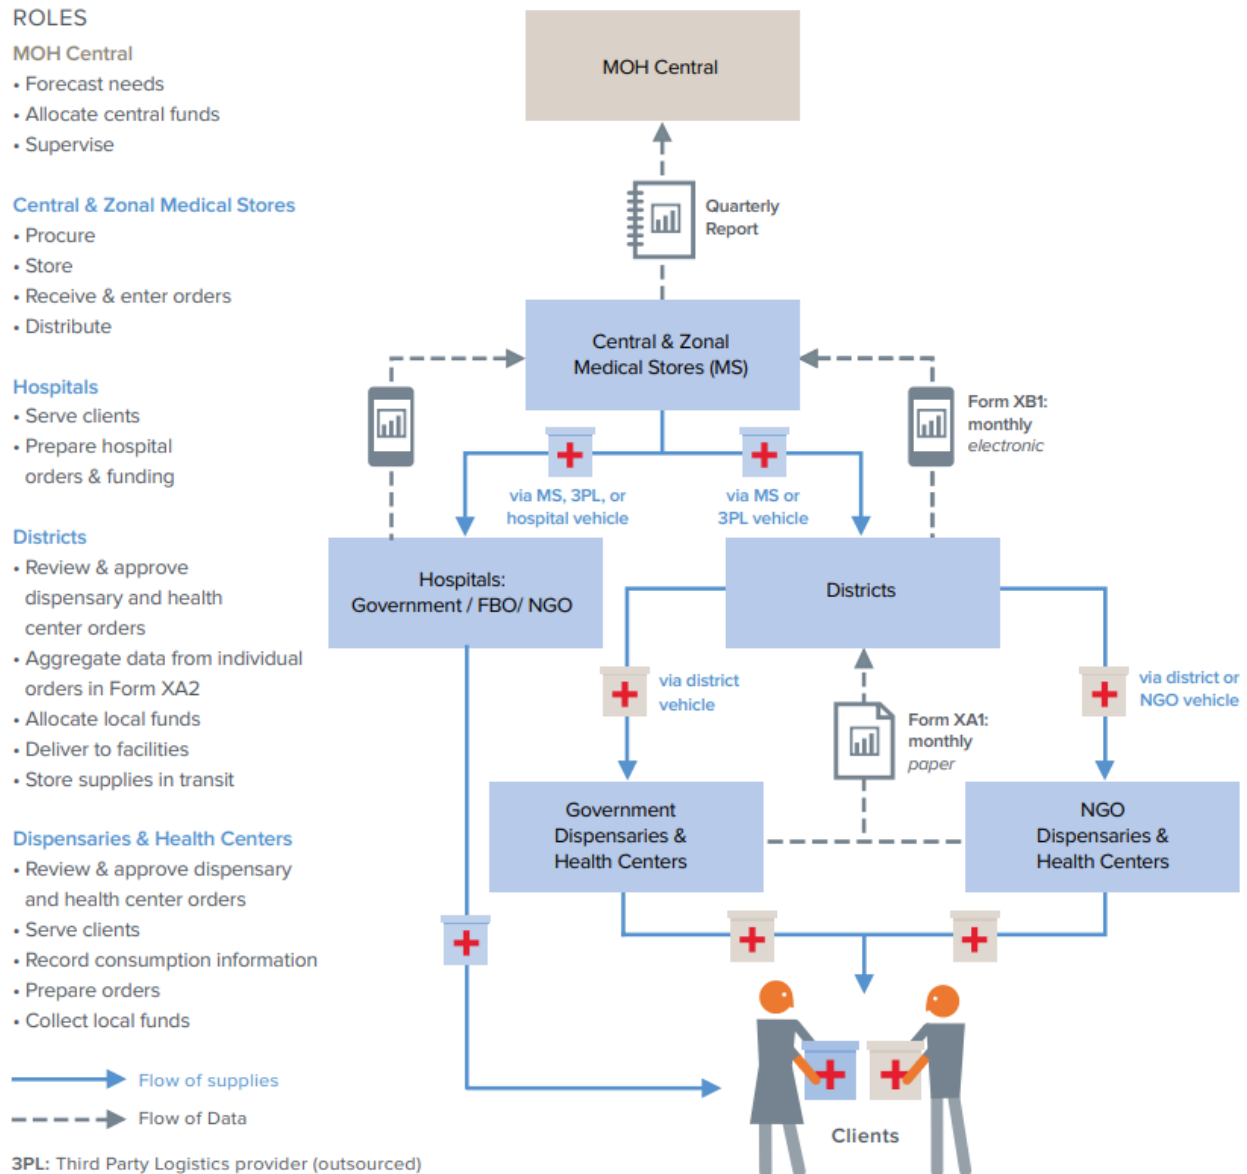 ROLES
MOH Central
• Forecast needs
• Allocate central funds
• Supervise
Central & Zonal Medical Stores
• Procure
• Store
• Receive & enter orders
• Distribute
Hospitals
• Serve clients
• Prepare hospital
orders & funding
Districts
• Review & approve
dispensary and health
center orders
• Aggregate data from individual
orders in Form XA2
• Allocate local funds
• Deliver to facilities
• Store supplies in transit
Dispensaries & Health Centers
• Review & approve dispensary
and health center orders
• Serve clients
• Record consumption information
• Prepare orders
• Collect local funds
Flow of supplies
Flow of Data
3PL: Third Party Logistics provider (outsourced)
MOH Central
Quarterly
Report
Central & Zonal
Medical Stores (MS)
Form XB1:
monthly
electronic
via MS, 3PL, or
hospital vehicle
via MS or
3PL vehicle
Hospitals:
Government / FBO/ NGO
Districts
via district
vehicle
via district or
NGO vehicle
Form XA1:
monthly
paper
Government
Dispensaries &
Health Centers
NGO
Dispensaries &
Health Centers
Clients